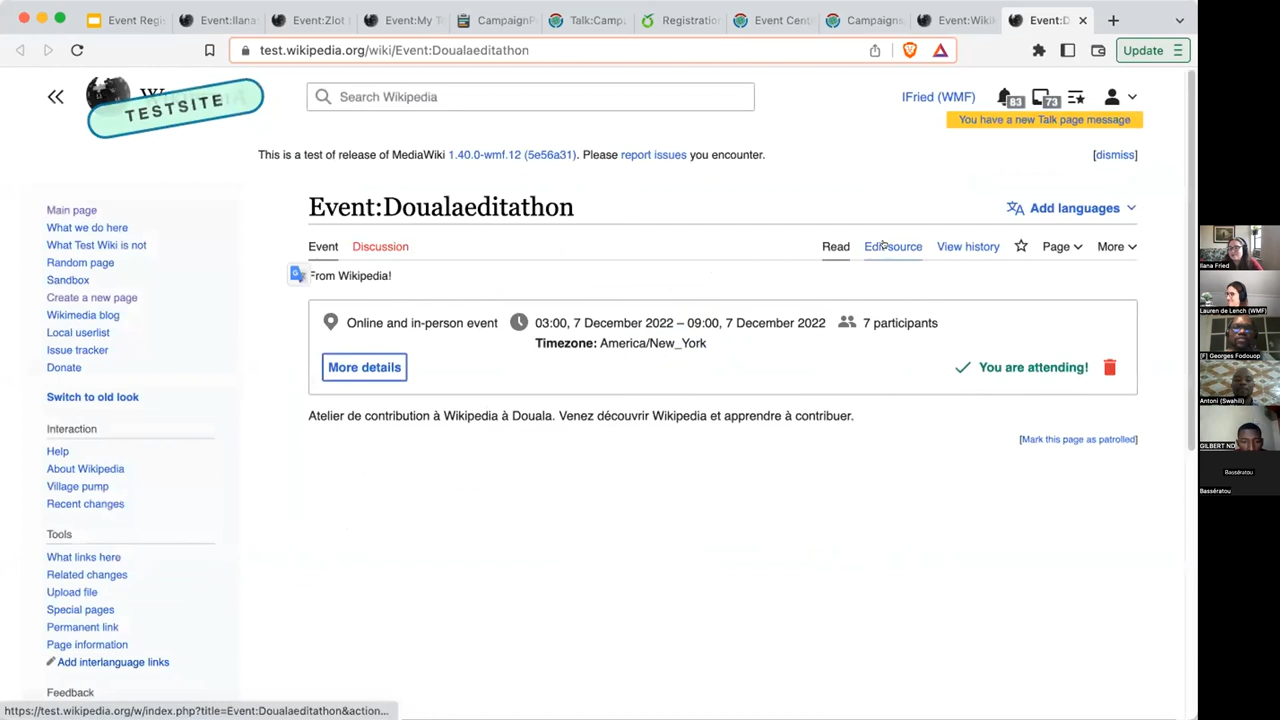 Event Regis
Event:Ilana
Event:Zlot
Event:My T
CampaignE
Talk:Campa
Registratio
Event Cent
Campaigns
Event:Wiki
Event:D
Update
test.wikipedia.org/wiki/Event:Doualaeditathon
TESTSITE
Search Wikipedia
IFried (WMF)
83
73
You have a new Talk page message
This is a test of release of MediaWiki 1.40.0-wmf.12 (5e56a31). Please report issues you encounter.
[dismiss]
Event:Doualaeditathon
Add languages
Event
Discussion
Read
Edit source
View history
Page
More
From Wikipedia!
Online and in-person event
03:00, 7 December 2022 – 09:00, 7 December 2022
Timezone: America/New_York
7 participants
More details
You are attending!
Atelier de contribution à Wikipedia à Douala. Venez découvrir Wikipedia et apprendre à contribuer.
[Mark this page as patrolled]
Main page
What we do here
What Test Wiki is not
Random page
Sandbox
Create a new page
Wikimedia blog
Local userlist
Issue tracker
Donate
Switch to old look
Interaction
Help
About Wikipedia
Village pump
Recent changes
Tools
What links here
Related changes
Upload file
Special pages
Permanent link
Page information
Add interlanguage links
Feedback
https://test.wikipedia.org/w/index.php?title=Event:Doualaeditathon&action...
Ilana Fried
Lauren de Lench (WMF)
[F] Georges Fodouop
Antoni (Swahili)
GILBERT ND
Bassératou
Bassératou